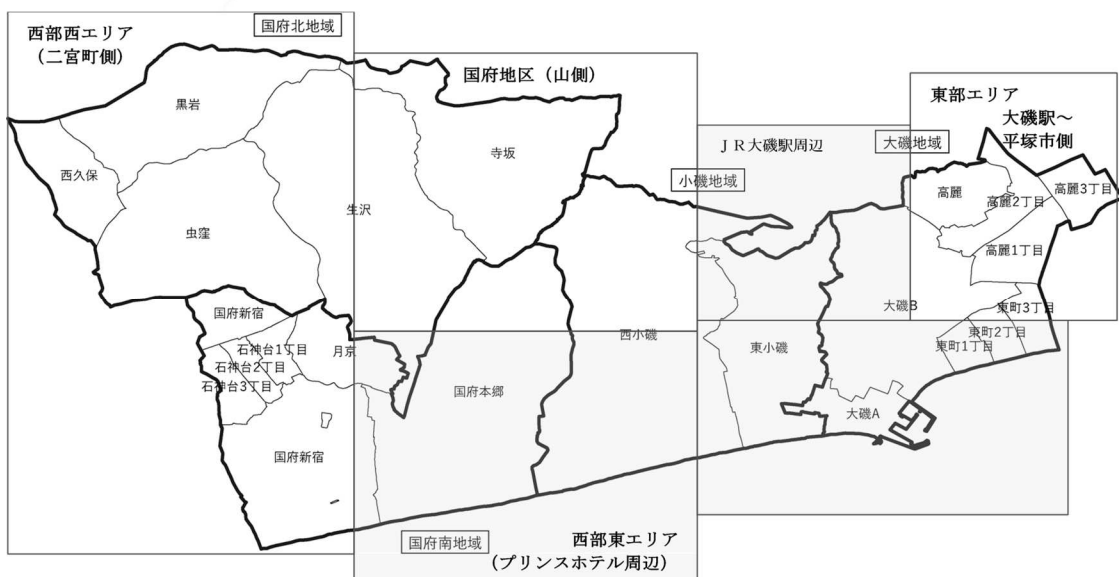 西部西エリア
(二宮町側)
国府北地域
国府地区（山側）
東部エリア
大磯駅～
平塚市側
ＪＲ大磯駅周辺
大磯地域
小磯地域
黒岩
寺坂
西久保
生沢
虫窪
高麗
高麗2丁目
高麗3丁目
高麗1丁目
国府新宿
石神台1丁目
月京
石神台2丁目
石神台3丁目
国府本郷
西小磯
東小磯
大磯B
東町3丁目
東町2丁目
東町1丁目
大磯A
国府新宿
国府南地域
西部東エリア
(プリンスホテル周辺)